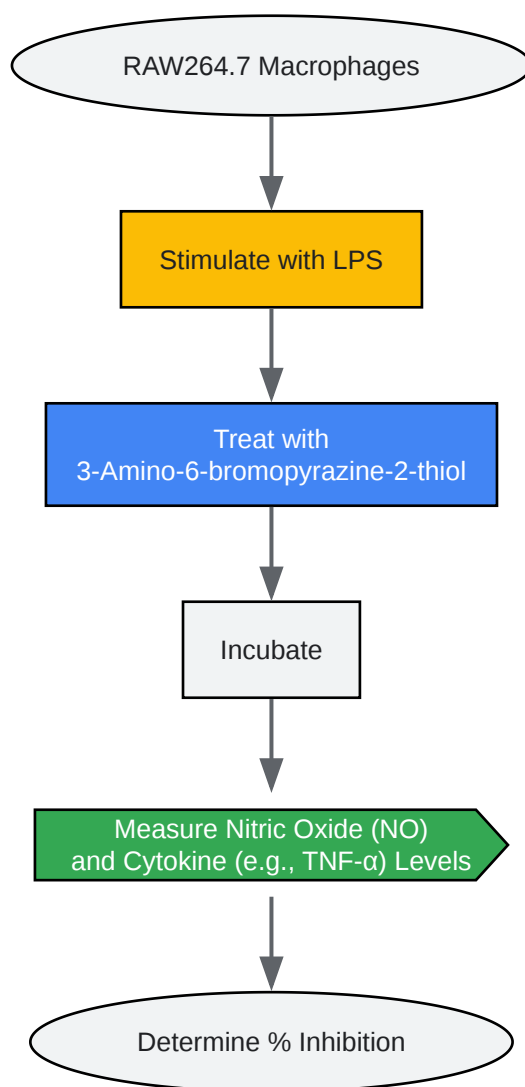 RAW264.7 Macrophages
Stimulate with LPS
Treat with
3-Amino-6-bromopyrazine-2-thiol
Incubate
Measure Nitric Oxide (NO)
and Cytokine (e.g., TNF-α) Levels
Determine % Inhibition